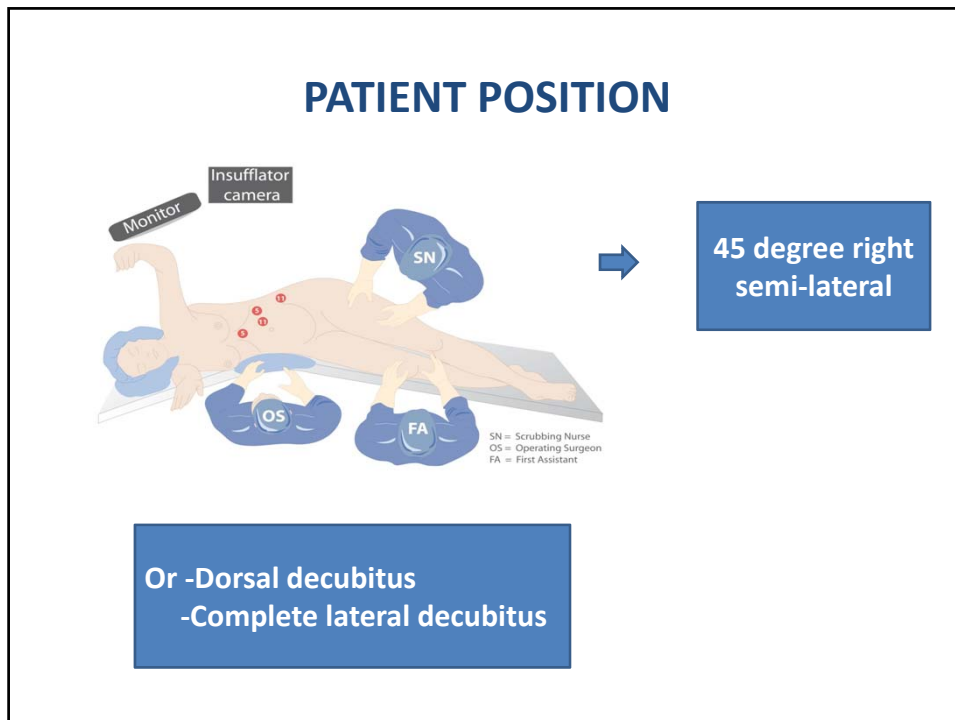 PATIENT POSITION
Insufflator
camera
Monitor
SN
5
11
11
5
OS
FA
SN = Scrubbing Nurse
OS = Operating Surgeon
FA = First Assistant
45 degree right
semi-lateral
Or -Dorsal decubitus
-Complete lateral decubitus